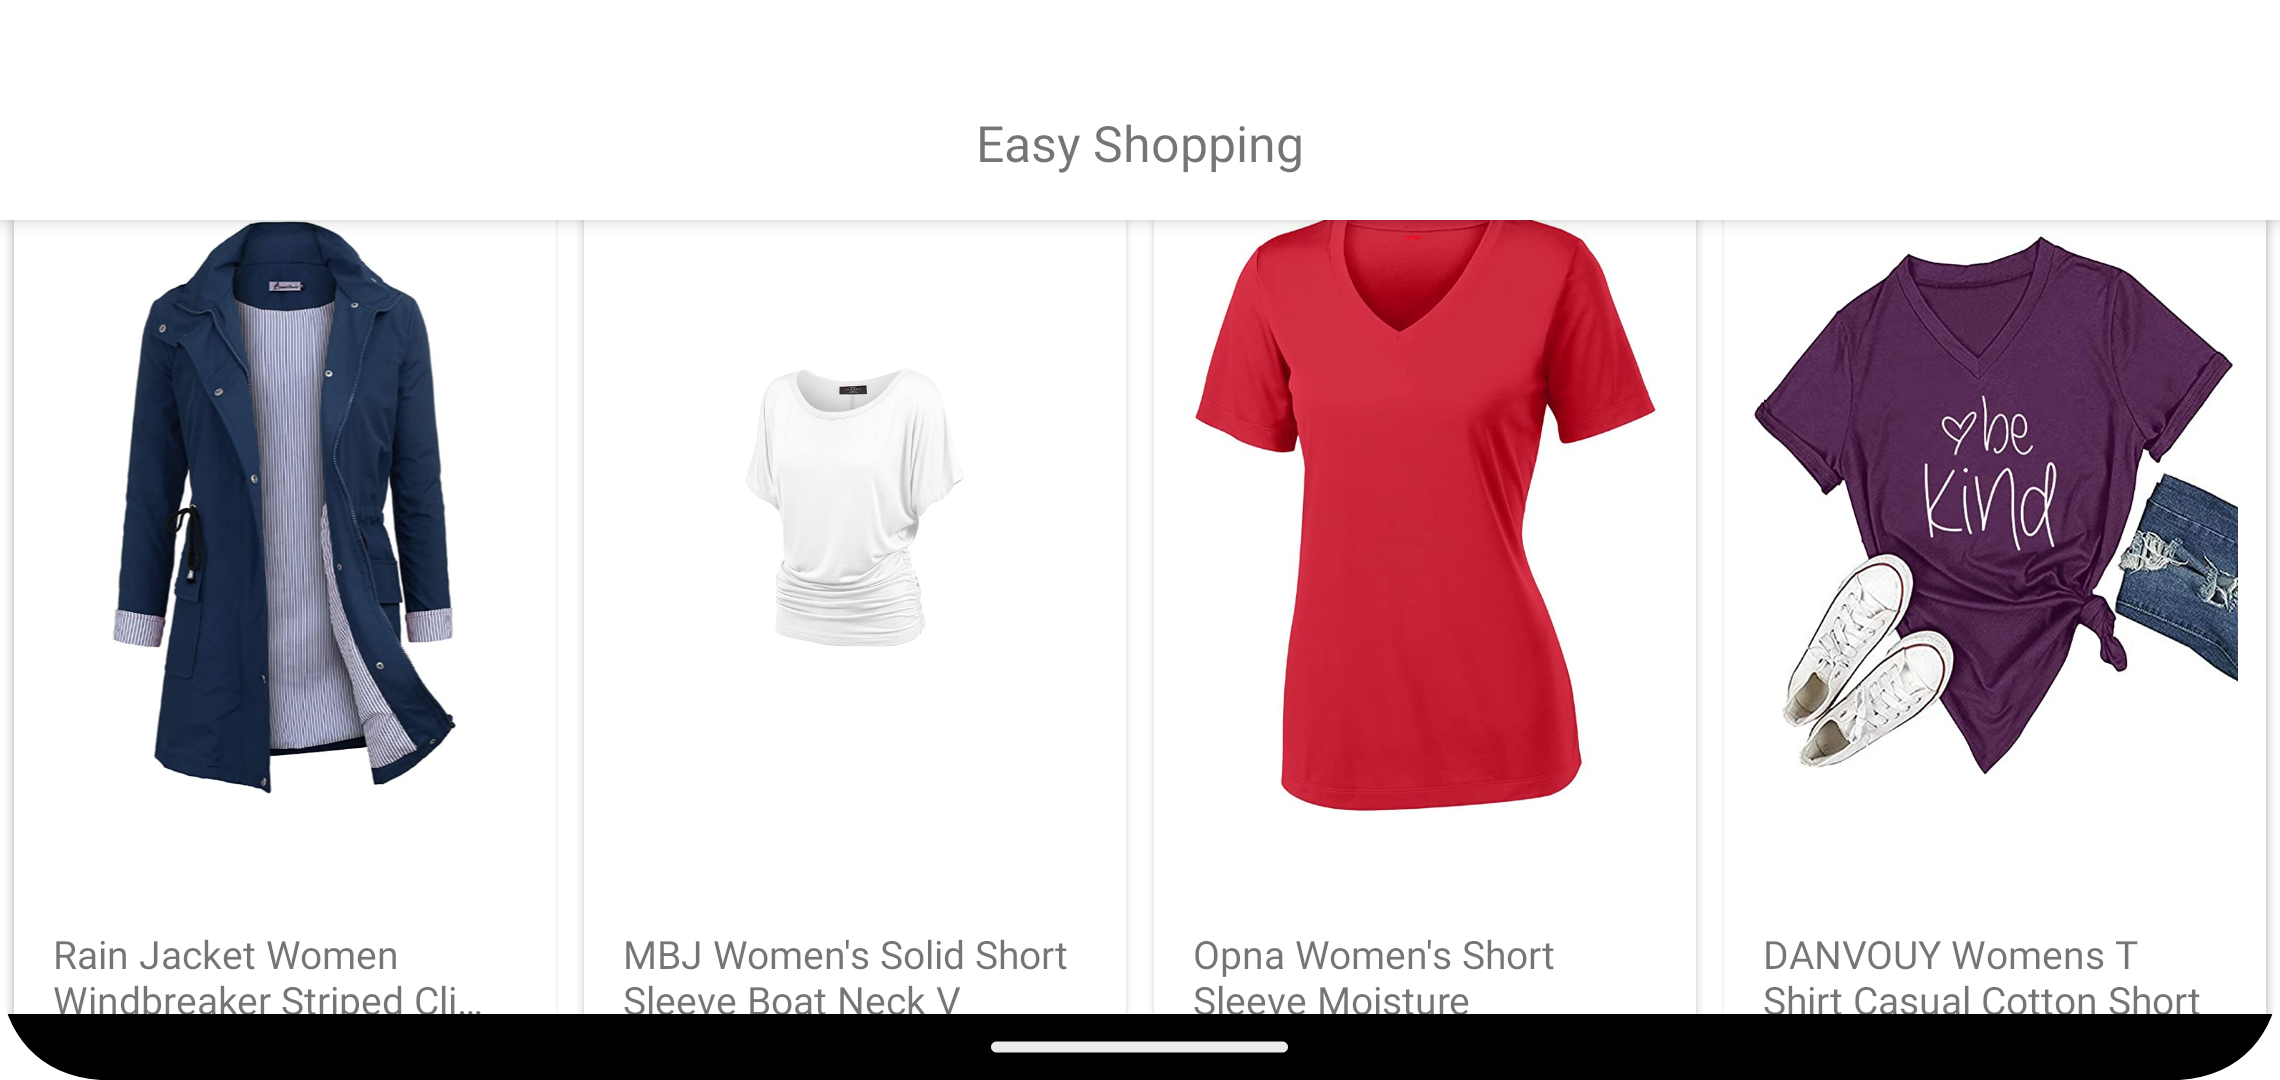 Easy Shopping
be
kind
Rain Jacket Women
Windbreaker Striped Cli...
MBJ Women's Solid Short
Sleeve Boat Neck V
Opna Women's Short
Sleeve Moisture
DANVOUY Womens T
Shirt Casual Cotton Short